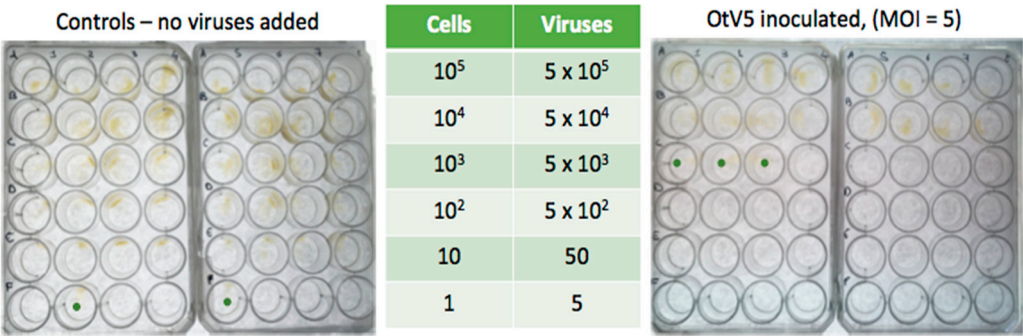 Controls – no viruses added
Cells Viruses
10⁵ 5 x 10⁵
10⁴ 5 x 10⁴
10³ 5 x 10³
10² 5 x 10²
10 50
1 5
OtV5 inoculated, (MOI = 5)